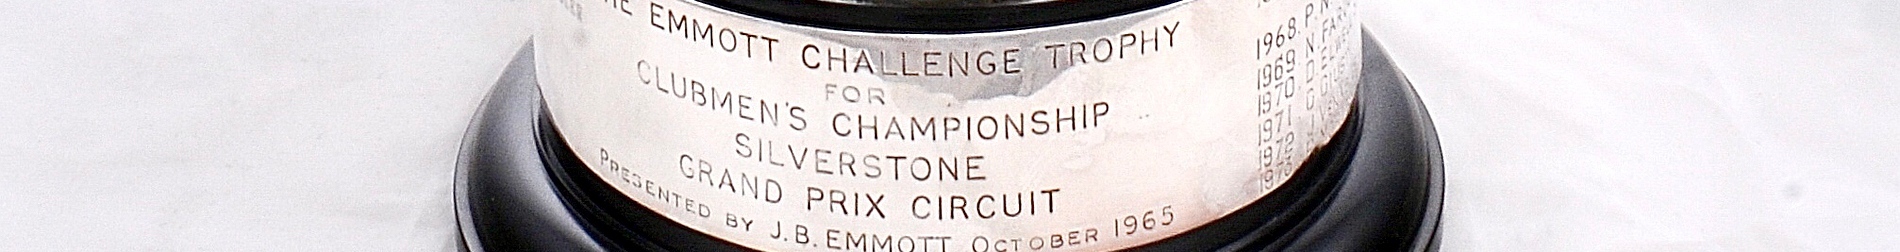 EMMOTT CHALLENGE TROPHY
FOR
CLUBMEN'S CHAMPIONSHIP
SILVERSTONE
GRAND PRIX CIRCUIT
PRESENTED BY J.B. EMMOTT OCTOBER 1965
1968. P.
1969 N.
1970.
1971
1972